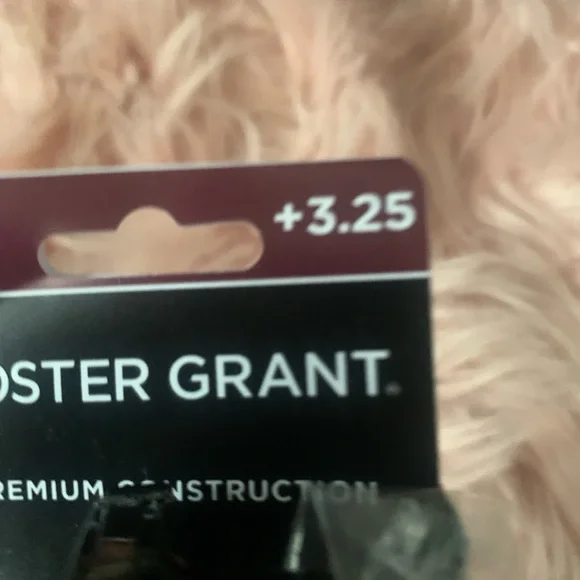 +3.25
OSTER GRANT
REMIUM CONSTRUCTION